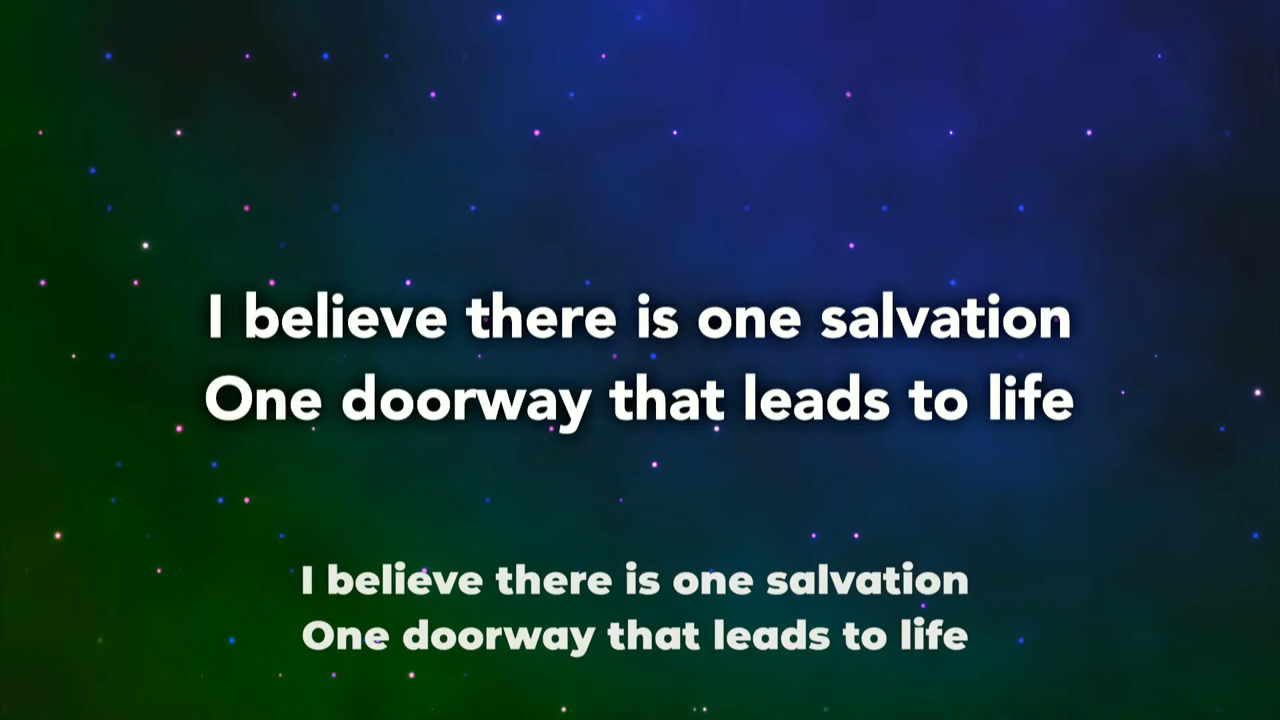 I believe there is one salvation
One doorway that leads to life
I believe there is one salvation
One doorway that leads to life